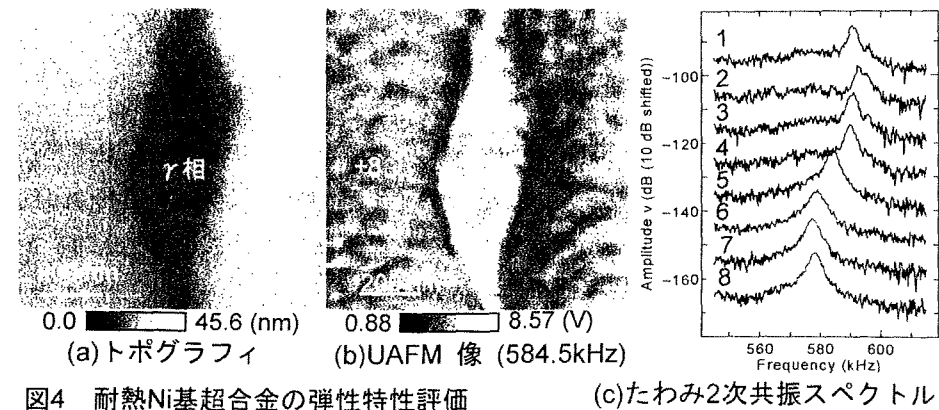 γ相
+8
0.0 45.6 (nm)
(a)トポグラフィ
0.88 8.57 (V)
(b)UAFM 像 (584.5kHz)
1
2
3
4
5
6
7
8
-100
-120
-140
-160
Amplitude v (dB (10 dB shifted))
560 580 600
Frequency (kHz)
(c)たわみ2次共振スペクトル
図4 耐熱Ni基超合金の弾性特性評価